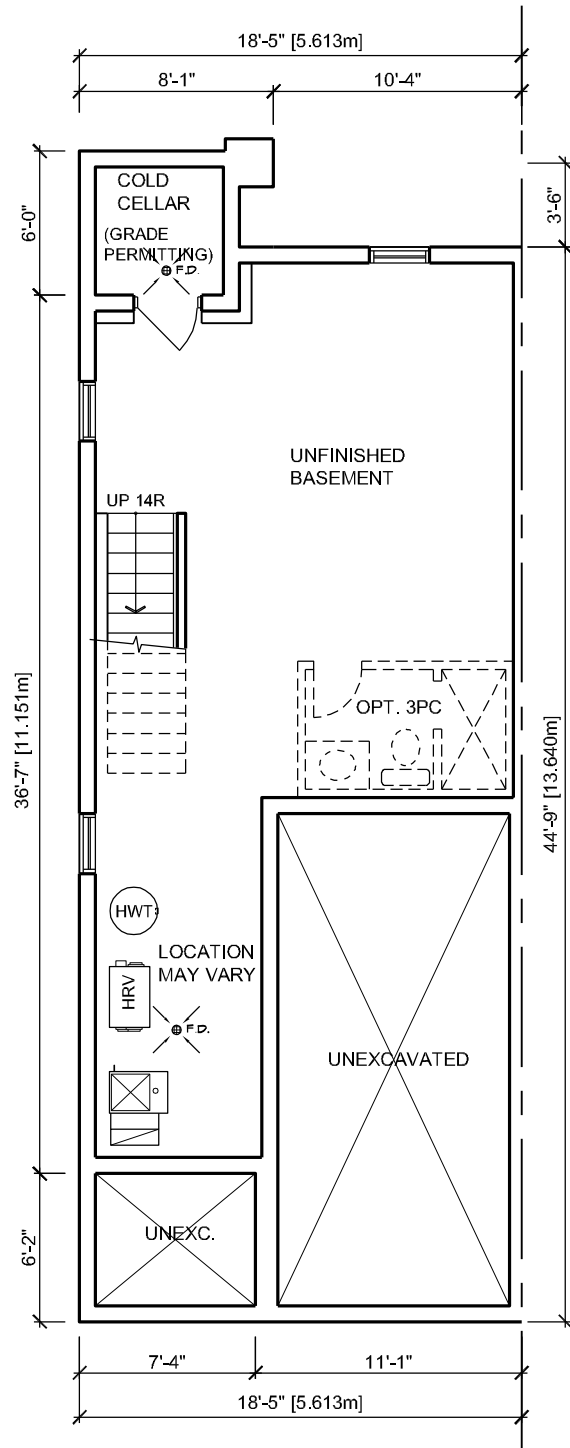 18'-5" [5.613m]
8'-1"
10'-4"
6'-0"
3'-6"
COLD
CELLAR
(GRADE
PERMITTING)
F.D.
UNFINISHED
BASEMENT
UP 14R
OPT. 3PC
36'-7" [11.151m]
44'-9" [13.640m]
HWT
LOCATION
MAY VARY
HRV
F.D.
UNEXCAVATED
UNEXC.
6'-2"
7'-4"
11'-1"
18'-5" [5.613m]